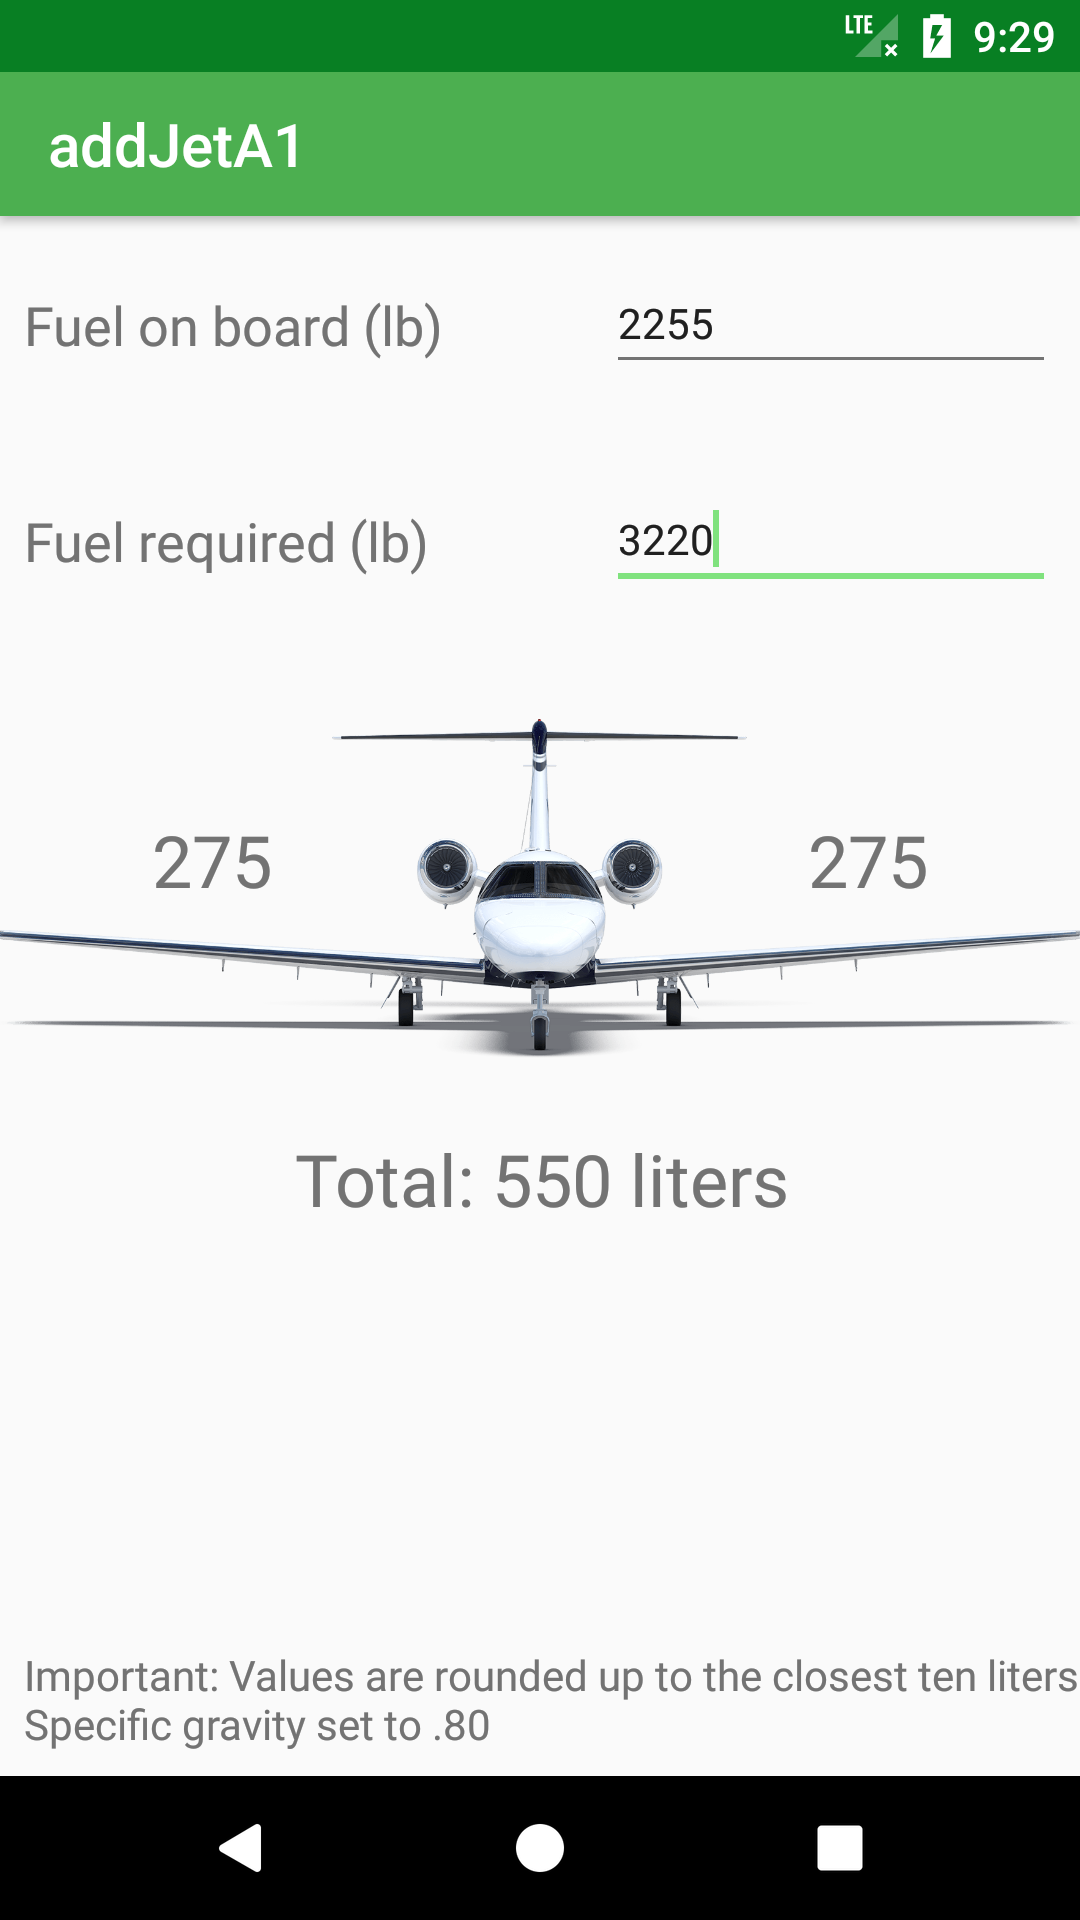 LTE 9:29
addJetA1
Fuel on board (lb) 2255
Fuel required (lb) 3220
275 275
Total: 550 liters
Important: Values are rounded up to the closest ten liters
Specific gravity set to .80